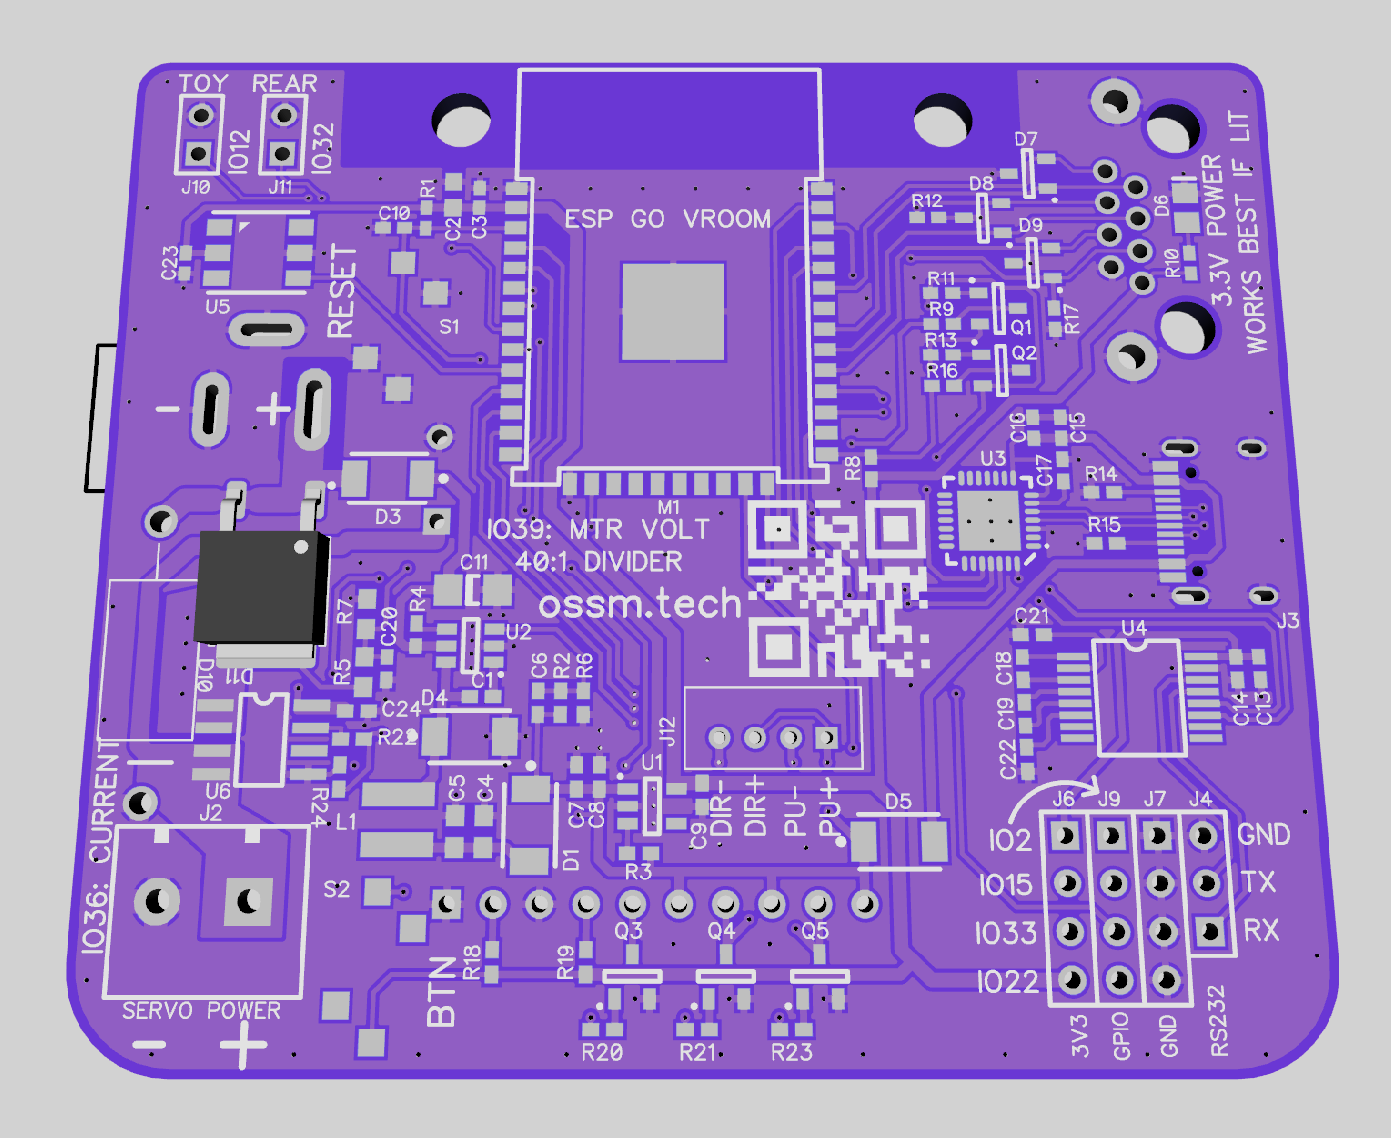 TOY
REAR
IO12
IO32
J10
J11
R1
C2
C3
C10
C23
U5
RESET
S1
ESP GO VROOM
D7
D8
R12
D9
D6
R10
3.3V POWER
WORKS BEST IF LIT
R11
R9
Q1
R17
R13
Q2
R16
- +
D3
M1
R8
U3
C16
C15
C17
R14
R15
IO39: MTR VOLT
40:1 DIVIDER
ossm.tech
C11
R4
R7
C20
R5
U2
C1
D10
D11
C24
D4
C6
R2
R6
C21
U4
J3
C18
C19
C22
C14
C13
R22
U6
R24
J2
L1
C5
C4
D1
C7
C8
U1
C9
R3
J12
DIR-
DIR+
PU-
PU+
D5
IO36: CURRENT
S2
BTN
R18
R19
Q3
Q4
Q5
R20
R21
R23
J6
J9
J7
J4
IO2
GND
IO15
TX
IO33
RX
IO22
3V3
GPIO
GND
RS232
SERVO POWER
- +